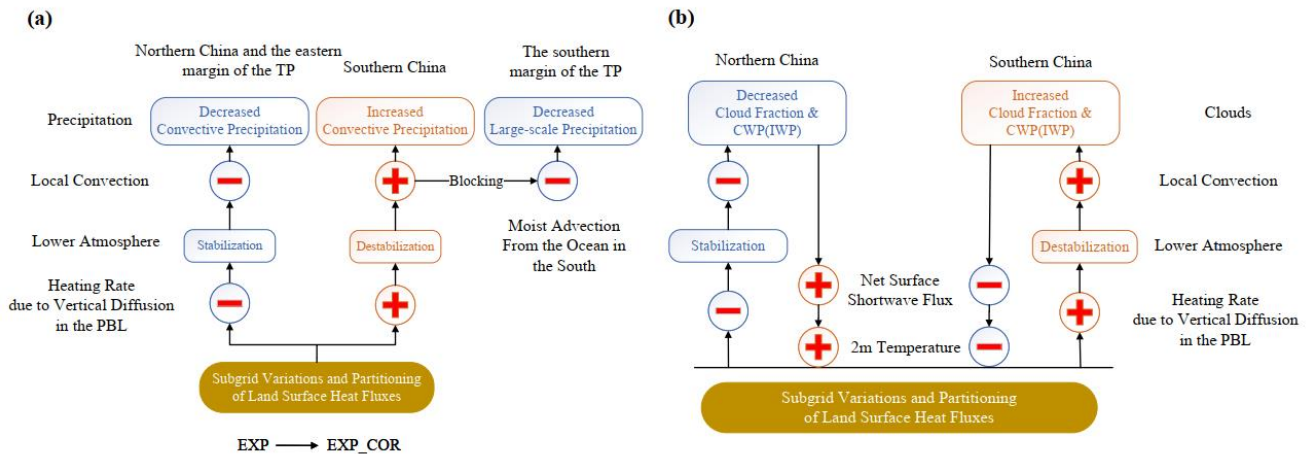 (a)
Northern China and the eastern
margin of the TP
Southern China
The southern
margin of the TP
Precipitation
Decreased
Convective Precipitation
Increased
Convective Precipitation
Decreased
Large-scale Precipitation
Local Convection
Blocking
Lower Atmosphere
Stabilization
Destabilization
Moist Advection
From the Ocean in
the South
Heating Rate
due to Vertical Diffusion
in the PBL
Subgrid Variations and Partitioning
of Land Surface Heat Fluxes
EXP
EXP_COR
(b)
Northern China
Southern China
Decreased
Cloud Fraction &
CWP(IWP)
Increased
Cloud Fraction &
CWP(IWP)
Clouds
Local Convection
Stabilization
Destabilization
Lower Atmosphere
Net Surface
Shortwave Flux
Heating Rate
due to Vertical Diffusion
in the PBL
2m Temperature
Subgrid Variations and Partitioning
of Land Surface Heat Fluxes